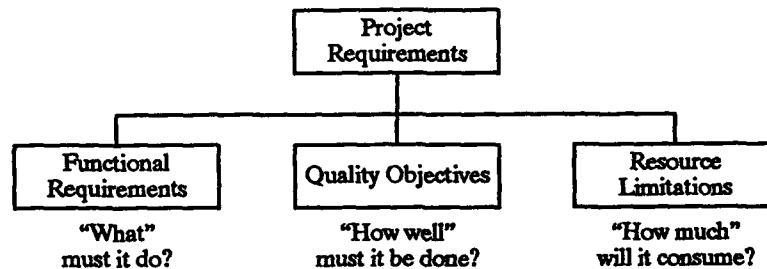 Project
Requirements
Functional
Requirements
Quality Objectives
Resource
Limitations
“What”
must it do?
“How well”
must it be done?
“How much”
will it consume?